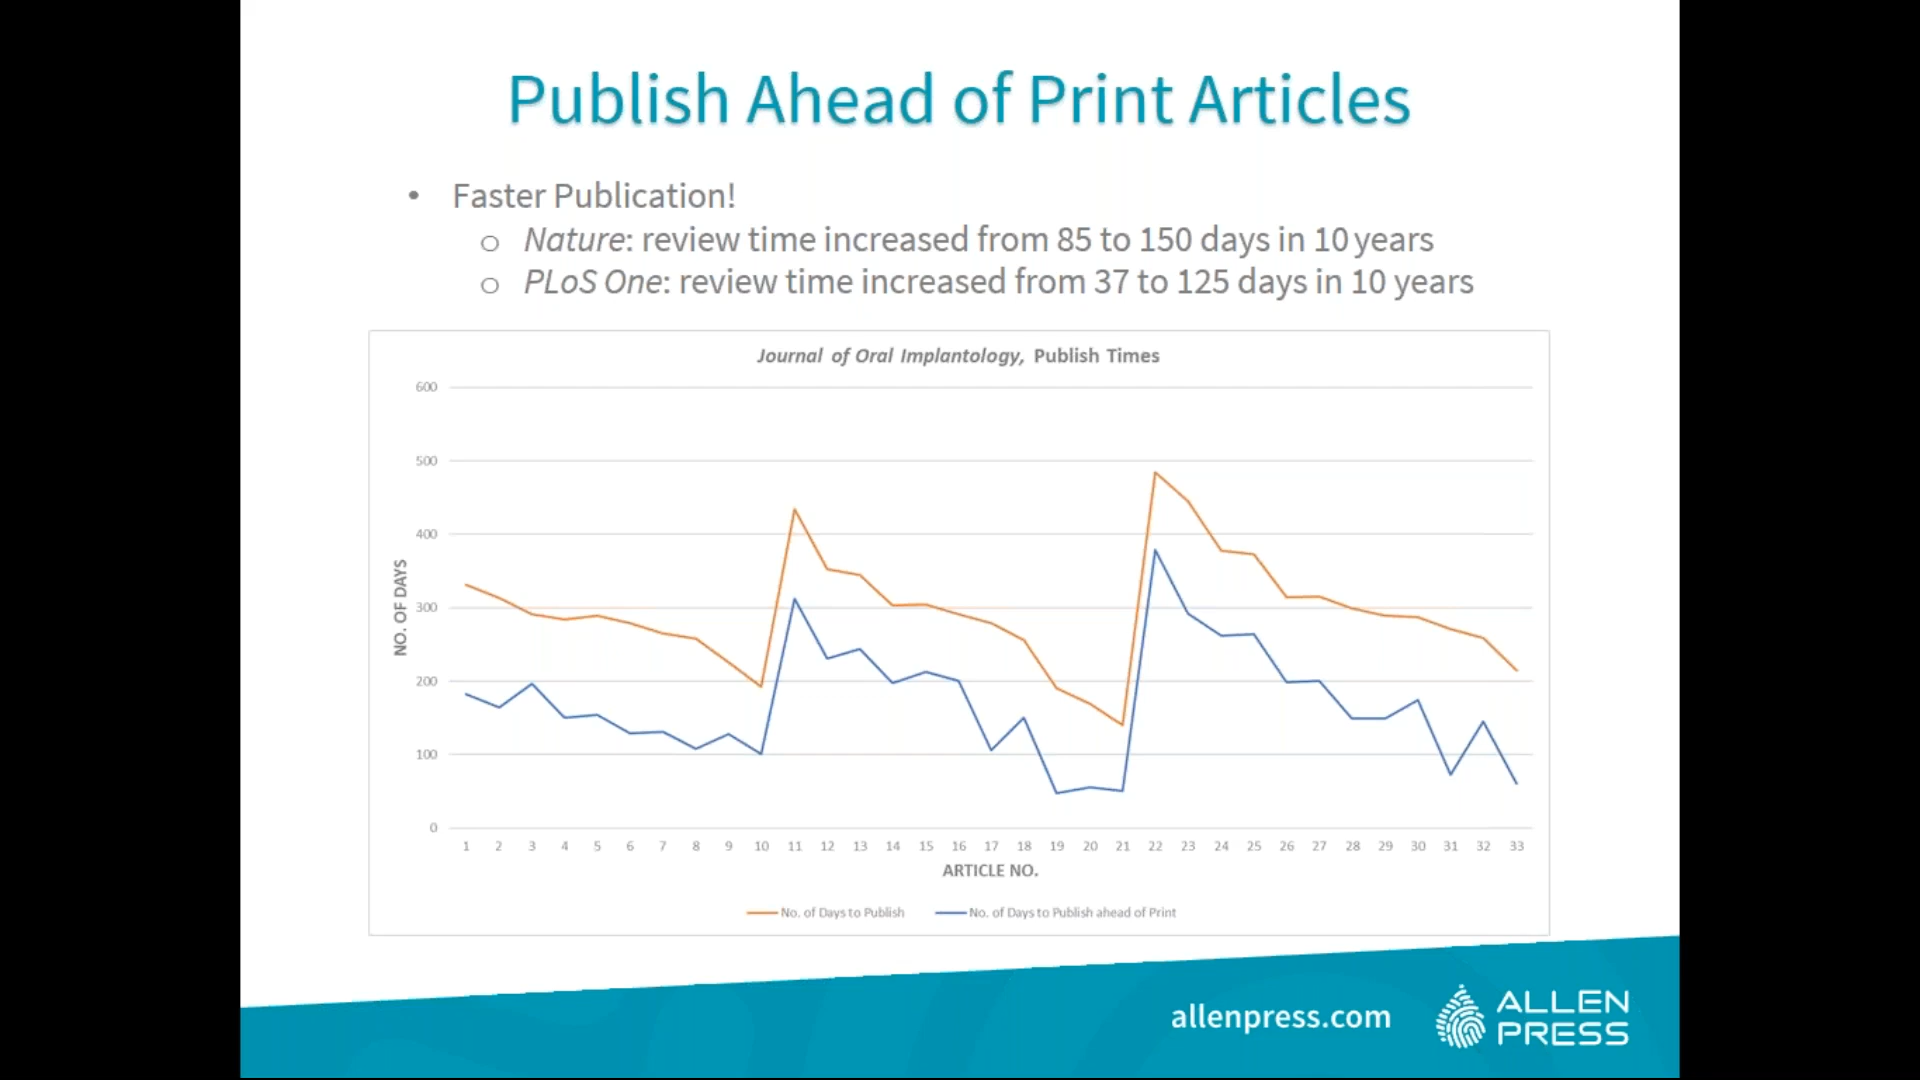 Publish Ahead of Print Articles
• Faster Publication!
o Nature: review time increased from 85 to 150 days in 10 years
o PLoS One: review time increased from 37 to 125 days in 10 years
Journal of Oral Implantology, Publish Times
600
500
400
300
200
100
0
NO. OF DAYS
1 2 3 4 5 6 7 8 9 10 11 12 13 14 15 16 17 18 19 20 21 22 23 24 25 26 27 28 29 30 31 32 33
ARTICLE NO.
No. of Days to Publish No. of Days to Publish ahead of Print
allenpress.com
ALLEN
PRESS